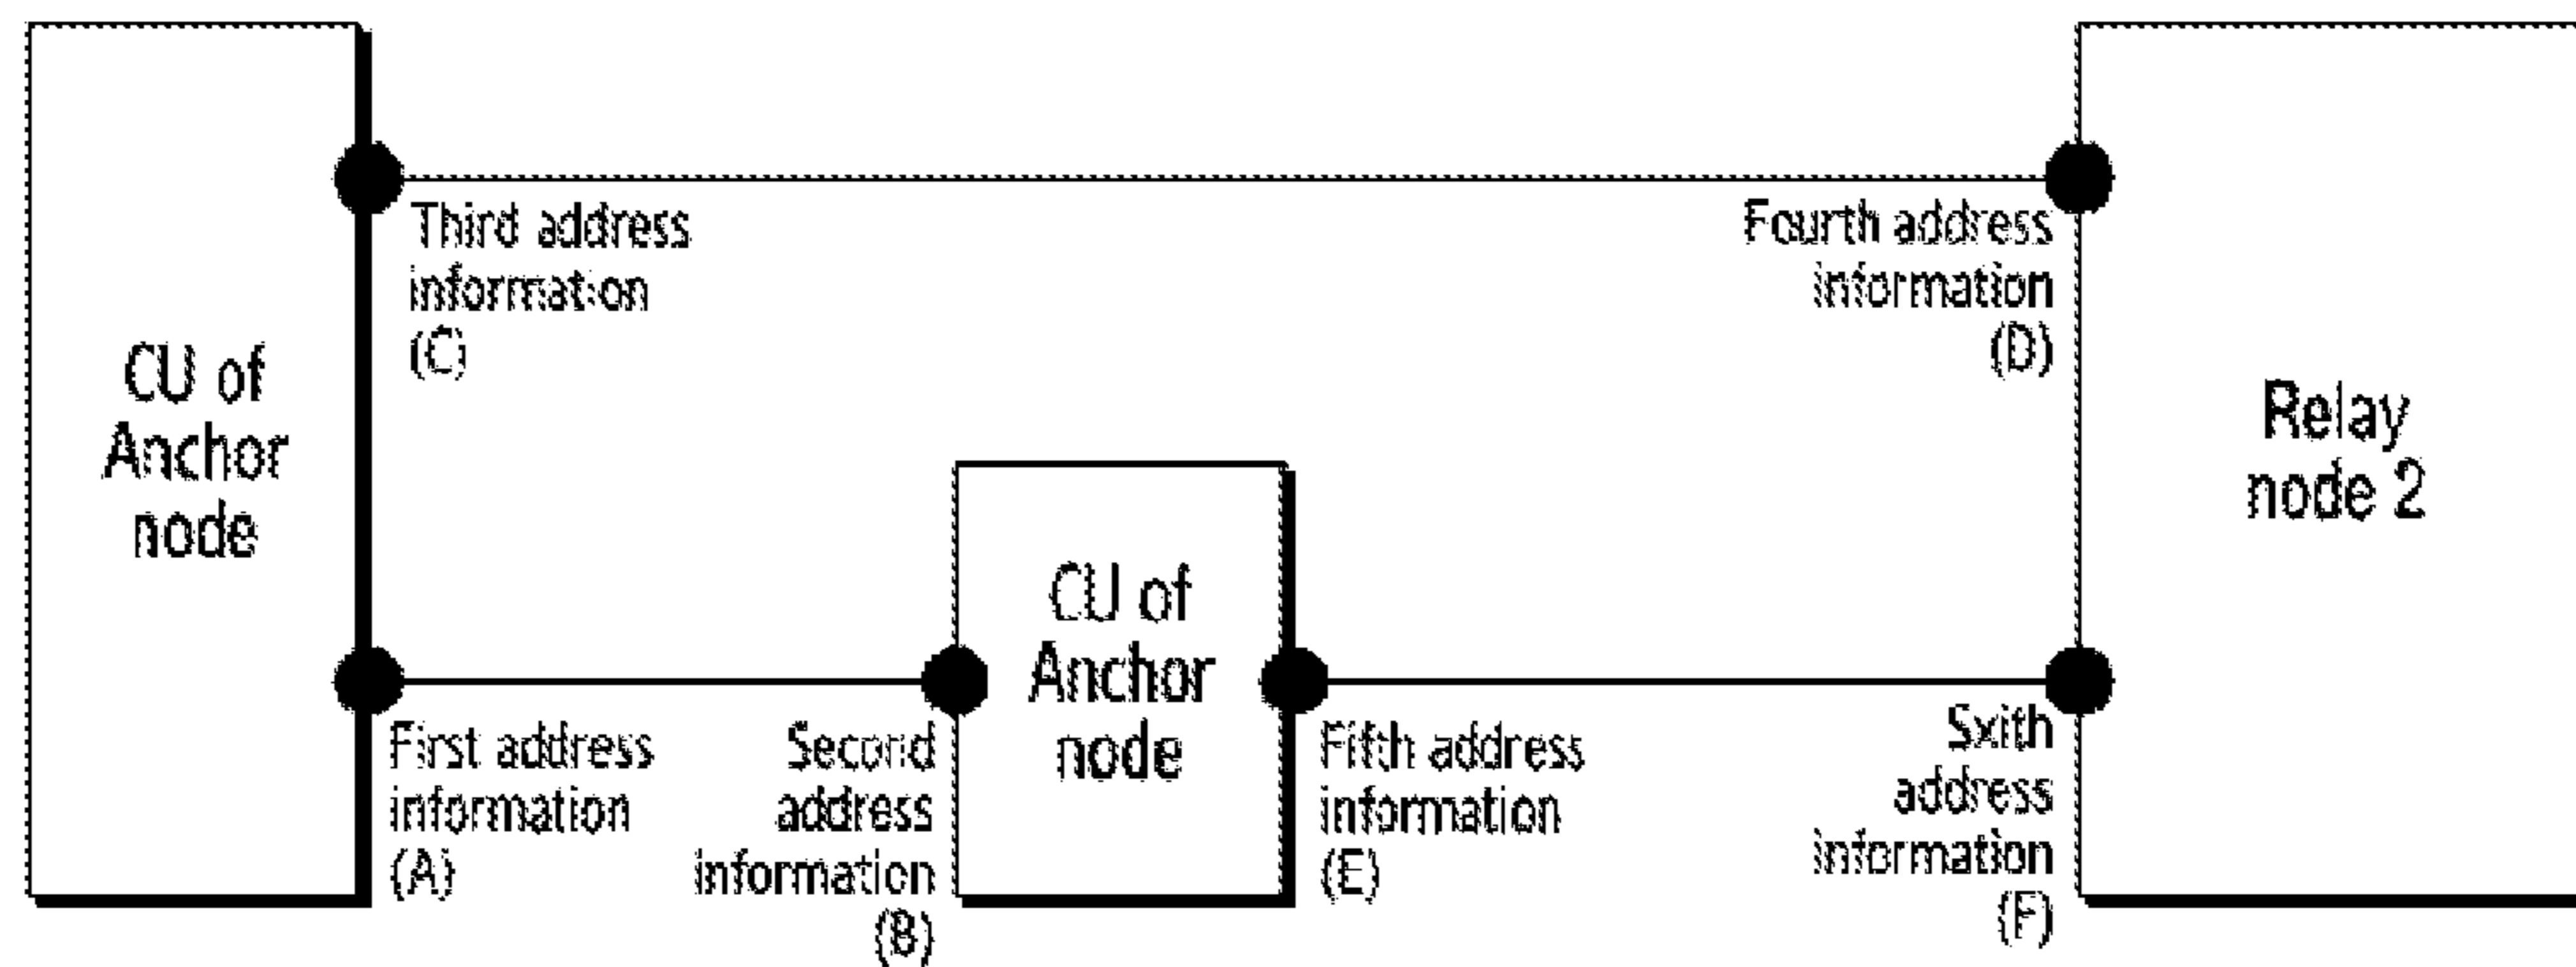 CU of
Anchor
node
Third address
information
(C)
Fourth address
information
(D)
Relay
node 2
CU of
Anchor
node
First address
information
(A)
Second
address
information
(B)
Fifth address
information
(E)
Sxith
address
information
(F)